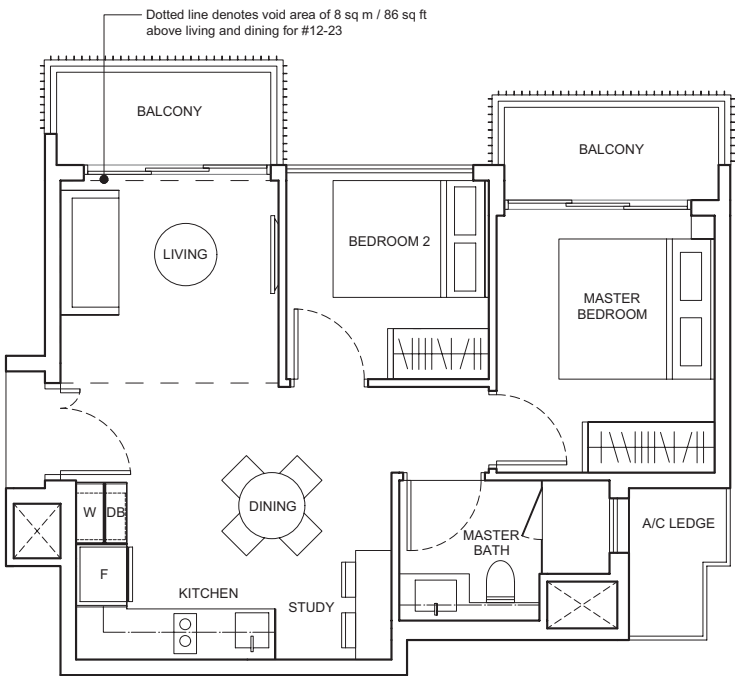 Dotted line denotes void area of 8 sq m / 86 sq ft
above living and dining for #12-23
BALCONY
BALCONY
LIVING
BEDROOM 2
MASTER
BEDROOM
W
DB
DINING
A/C LEDGE
MASTER
BATH
F
KITCHEN
STUDY